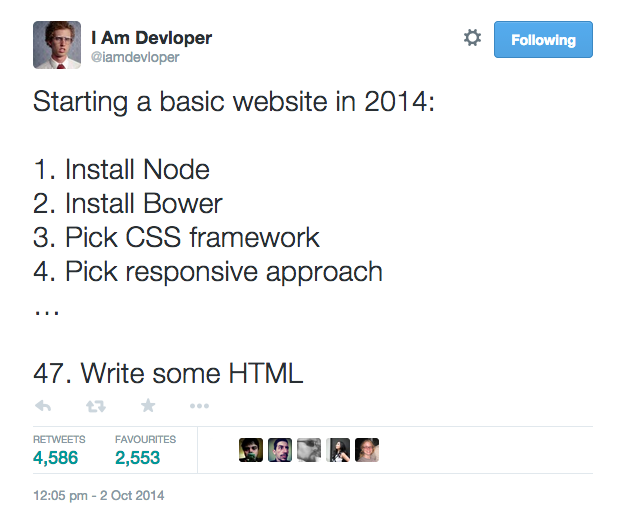 I Am Devloper
@iamdevloper
Following
Starting a basic website in 2014:
1. Install Node
2. Install Bower
3. Pick CSS framework
4. Pick responsive approach
...
47. Write some HTML
RETWEETS FAVOURITES
4,586 2,553
12:05 pm - 2 Oct 2014